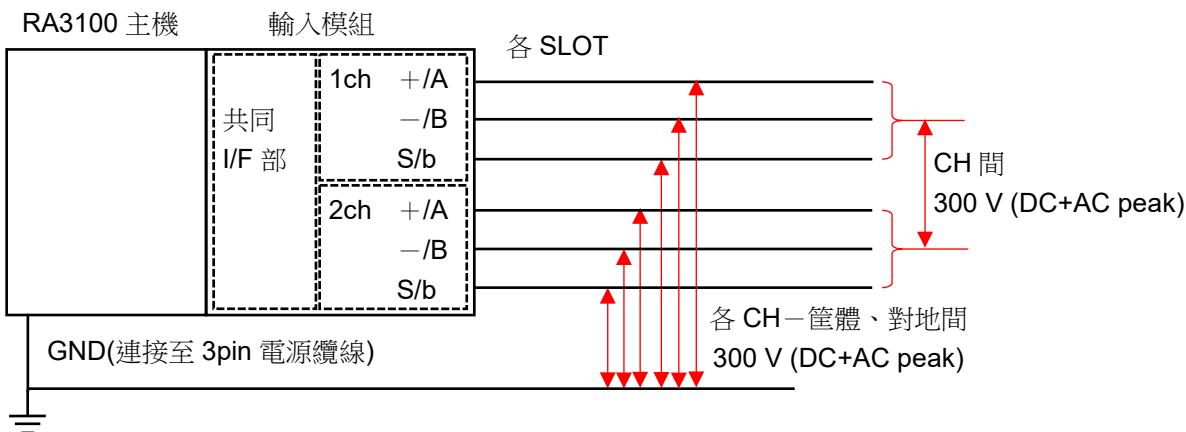 RA3100 主機
輸入模組
各 SLOT
共同
I/F 部
1ch ＋/A
－/B
S/b
2ch ＋/A
－/B
S/b
CH 間
300 V (DC+AC peak)
各 CH－筐體、對地間
300 V (DC+AC peak)
GND(連接至 3pin 電源纜線)